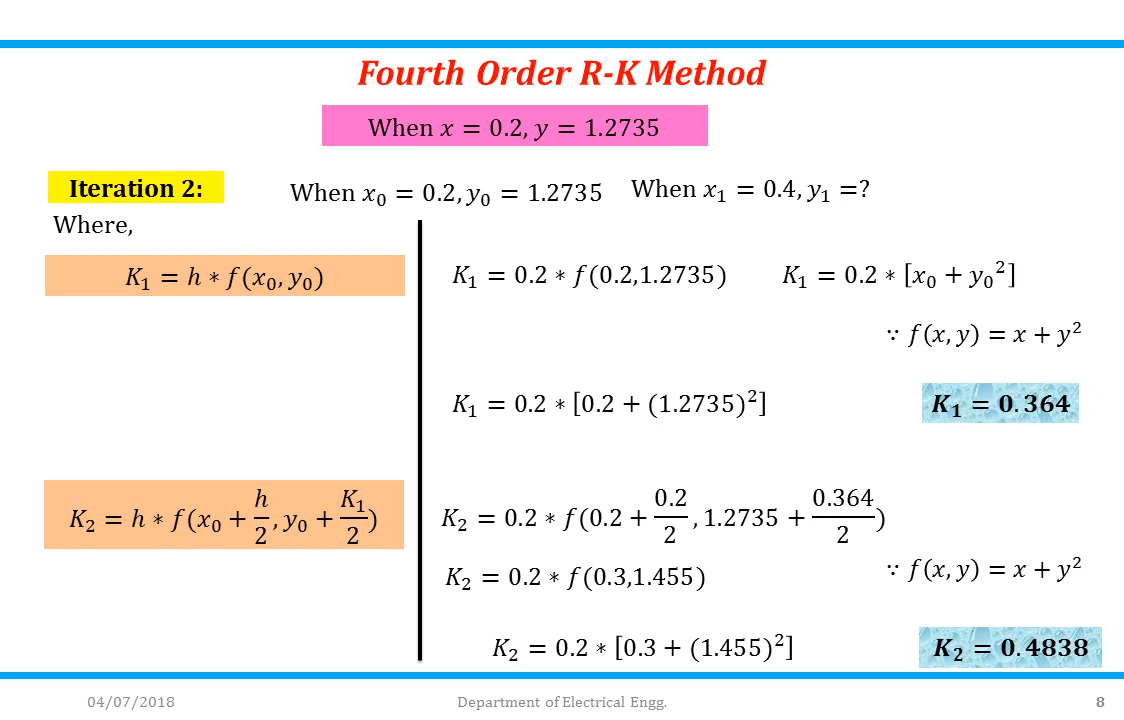 Fourth Order R-K Method
When x = 0.2, y = 1.2735
Iteration 2:
When x₀ = 0.2, y₀ = 1.2735
When x₁ = 0.4, y₁ =?
Where,
K₁ = h ∗ f(x₀, y₀)
K₁ = 0.2 ∗ f(0.2,1.2735)
K₁ = 0.2 ∗ [x₀ + y₀²]
∵ f(x, y) = x + y²
K₁ = 0.2 ∗ [0.2 + (1.2735)²]
K₁ = 0.364
K₂ = h ∗ f(x₀ + h/2, y₀ + K₁/2)
K₂ = 0.2 ∗ f(0.2 + 0.2/2, 1.2735 + 0.364/2)
K₂ = 0.2 ∗ f(0.3,1.455)
∵ f(x, y) = x + y²
K₂ = 0.2 ∗ [0.3 + (1.455)²]
K₂ = 0.4838
04/07/2018
Department of Electrical Engg.
8